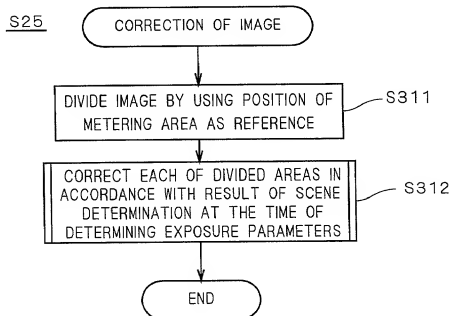 S25
CORRECTION OF IMAGE
DIVIDE IMAGE BY USING POSITION OF
METERING AREA AS REFERENCE
S311
CORRECT EACH OF DIVIDED AREAS IN
ACCORDANCE WITH RESULT OF SCENE
DETERMINATION AT THE TIME OF
DETERMINING EXPOSURE PARAMETERS
S312
END